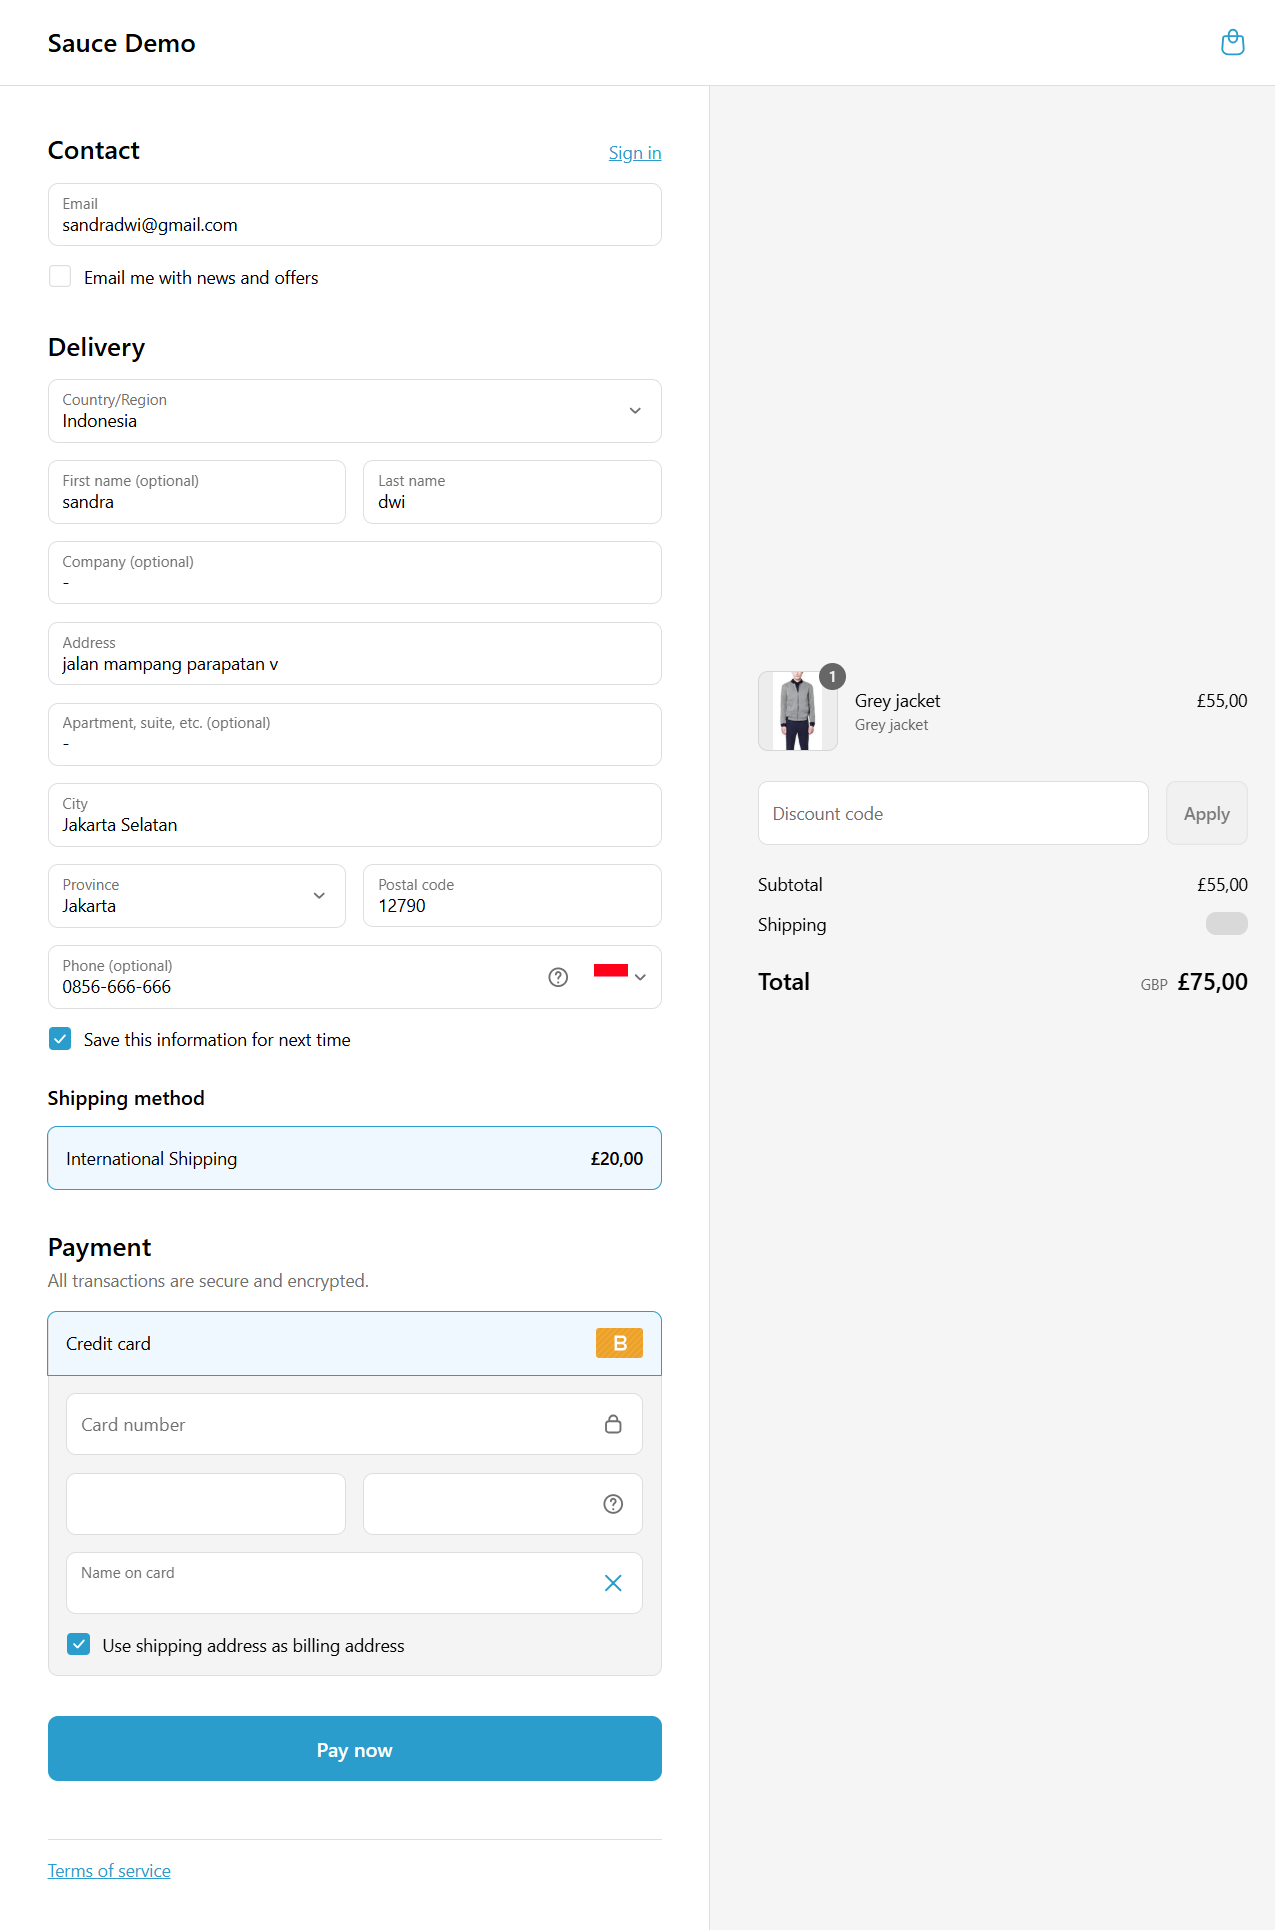 Sauce Demo
Contact
Sign in
Email
sandradwi@gmail.com
Email me with news and offers
Delivery
Country/Region
Indonesia
First name (optional)
sandra
Last name
dwi
Company (optional)
-
Address
jalan mampang parapatan v
Apartment, suite, etc. (optional)
-
City
Jakarta Selatan
Province
Jakarta
Postal code
12790
Phone (optional)
0856-666-666
Save this information for next time
Shipping method
International Shipping £20,00
Payment
All transactions are secure and encrypted.
Credit card B
Card number
Name on card
Use shipping address as billing address
Pay now
Terms of service
1
Grey jacket £55,00
Grey jacket
Discount code Apply
Subtotal £55,00
Shipping
Total GBP £75,00